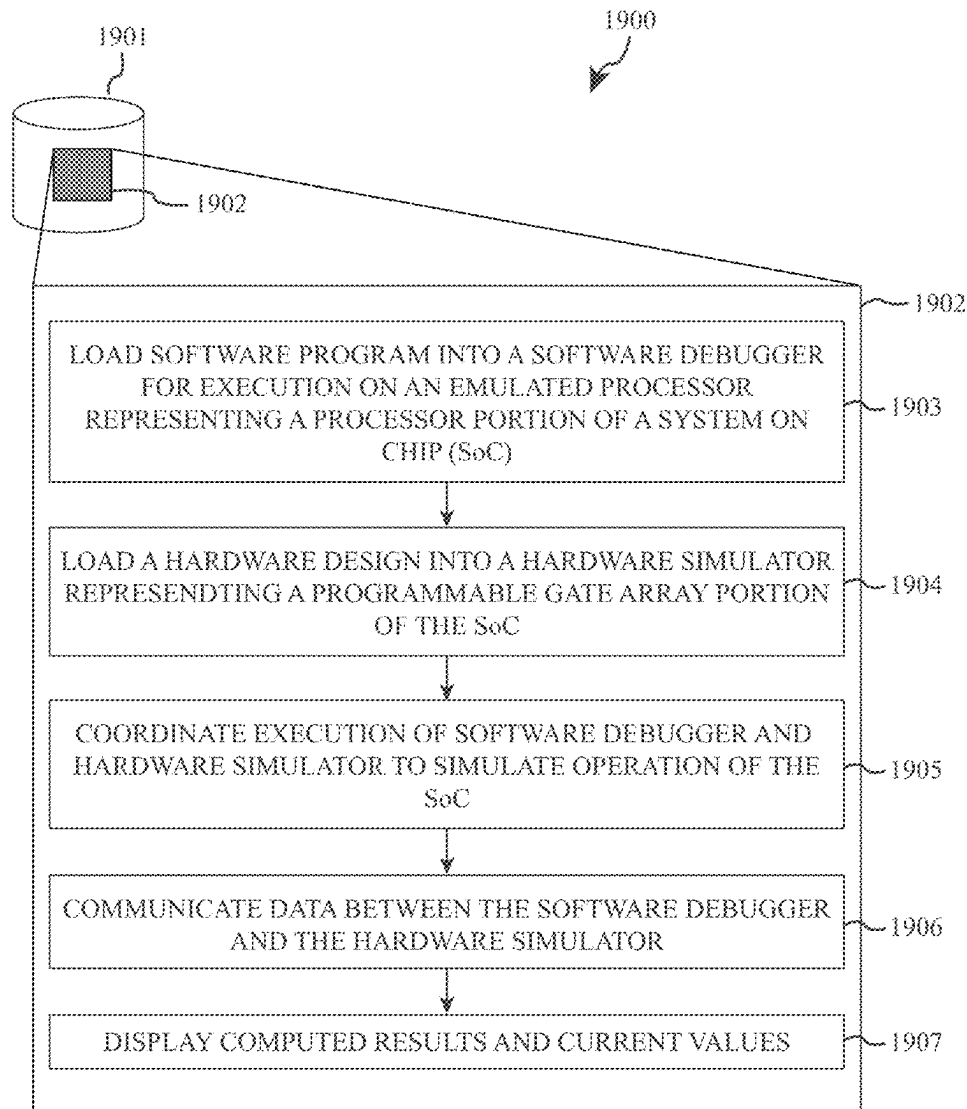 1900
1901
1902
1902
LOAD SOFTWARE PROGRAM INTO A SOFTWARE DEBUGGER
FOR EXECUTION ON AN EMULATED PROCESSOR
REPRESENTING A PROCESSOR PORTION OF A SYSTEM ON
CHIP (SoC)
1903
LOAD A HARDWARE DESIGN INTO A HARDWARE SIMULATOR
REPRESENDTING A PROGRAMMABLE GATE ARRAY PORTION
OF THE SoC
1904
COORDINATE EXECUTION OF SOFTWARE DEBUGGER AND
HARDWARE SIMULATOR TO SIMULATE OPERATION OF THE
SoC
1905
COMMUNICATE DATA BETWEEN THE SOFTWARE DEBUGGER
AND THE HARDWARE SIMULATOR
1906
DISPLAY COMPUTED RESULTS AND CURRENT VALUES
1907